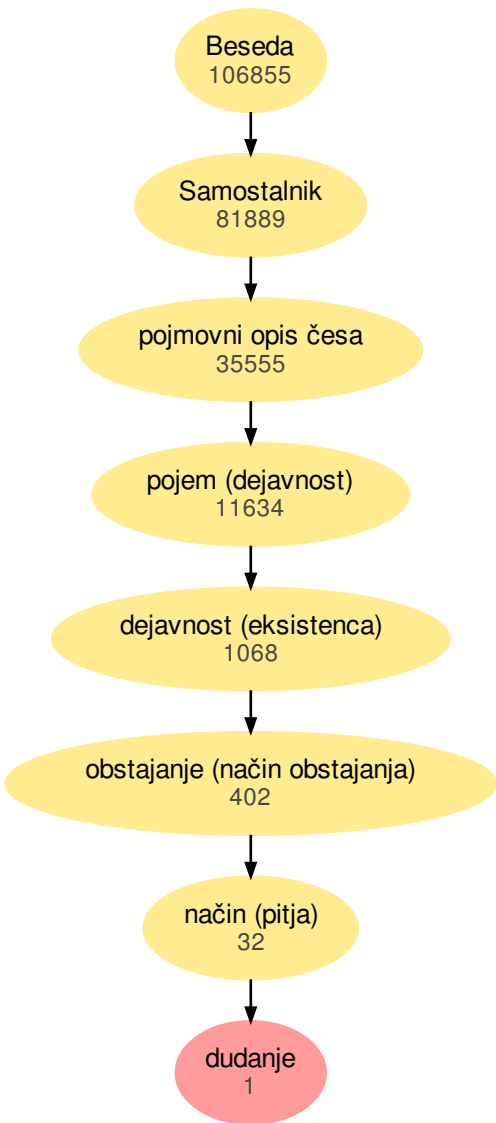 Beseda
106855
Samostalnik
81889
pojmovni opis česa
35555
pojem (dejavnost)
11634
dejavnost (eksistenca)
1068
obstajanje (način obstajanja)
402
način (pitja)
32
dudanje
1